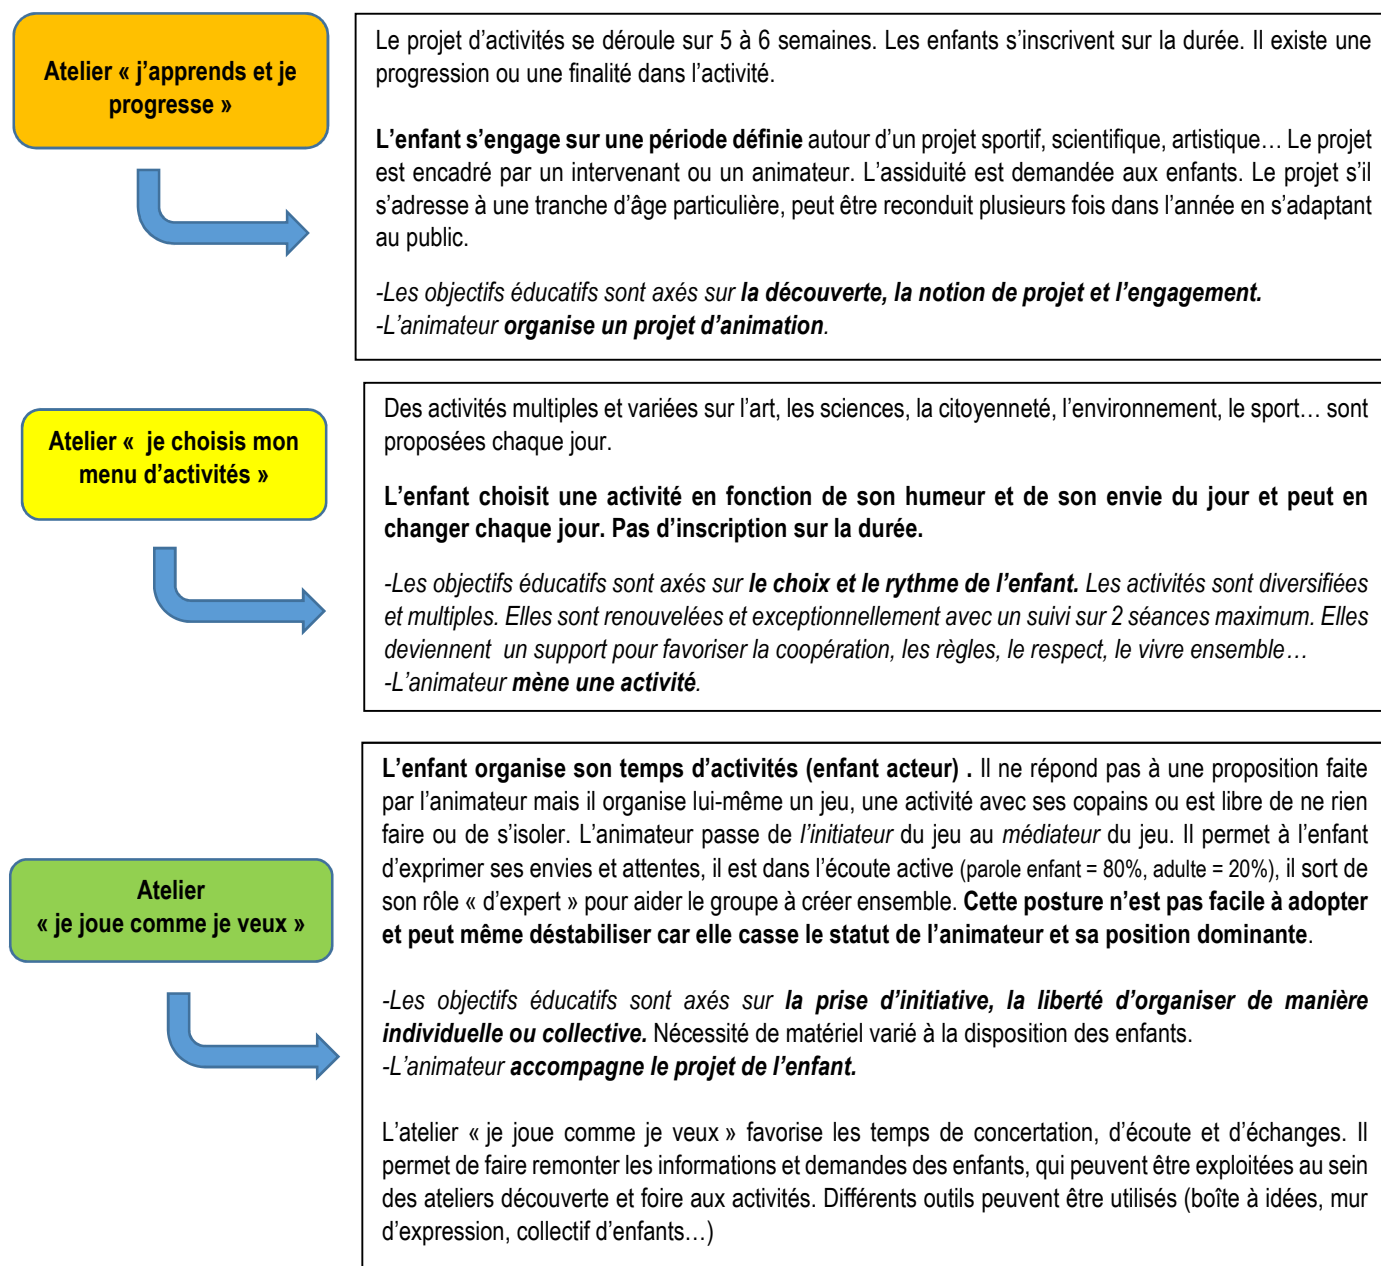 Atelier « j’apprends et je
progresse »
Le projet d’activités se déroule sur 5 à 6 semaines. Les enfants s’inscrivent sur la durée. Il existe une
progression ou une finalité dans l’activité.
L’enfant s’engage sur une période définie autour d’un projet sportif, scientifique, artistique… Le projet
est encadré par un intervenant ou un animateur. L’assiduité est demandée aux enfants. Le projet s’il
s’adresse à une tranche d’âge particulière, peut être reconduit plusieurs fois dans l’année en s’adaptant
au public.
-Les objectifs éducatifs sont axés sur la découverte, la notion de projet et l’engagement.
-L’animateur organise un projet d’animation.
Atelier « je choisis mon
menu d’activités »
Des activités multiples et variées sur l’art, les sciences, la citoyenneté, l’environnement, le sport… sont
proposées chaque jour.
L’enfant choisit une activité en fonction de son humeur et de son envie du jour et peut en
changer chaque jour. Pas d’inscription sur la durée.
-Les objectifs éducatifs sont axés sur le choix et le rythme de l’enfant. Les activités sont diversifiées
et multiples. Elles sont renouvelées et exceptionnellement avec un suivi sur 2 séances maximum. Elles
deviennent un support pour favoriser la coopération, les règles, le respect, le vivre ensemble…
-L’animateur mène une activité.
Atelier
« je joue comme je veux »
L’enfant organise son temps d’activités (enfant acteur) . Il ne répond pas à une proposition faite
par l’animateur mais il organise lui-même un jeu, une activité avec ses copains ou est libre de ne rien
faire ou de s’isoler. L’animateur passe de l’initiateur du jeu au médiateur du jeu. Il permet à l’enfant
d’exprimer ses envies et attentes, il est dans l’écoute active (parole enfant = 80%, adulte = 20%), il sort de
son rôle « d’expert » pour aider le groupe à créer ensemble. Cette posture n’est pas facile à adopter
et peut même déstabiliser car elle casse le statut de l’animateur et sa position dominante.
-Les objectifs éducatifs sont axés sur la prise d’initiative, la liberté d’organiser de manière
individuelle ou collective. Nécessité de matériel varié à la disposition des enfants.
-L’animateur accompagne le projet de l’enfant.
L’atelier « je joue comme je veux » favorise les temps de concertation, d’écoute et d’échanges. Il
permet de faire remonter les informations et demandes des enfants, qui peuvent être exploitées au sein
des ateliers découverte et foire aux activités. Différents outils peuvent être utilisés (boîte à idées, mur
d’expression, collectif d’enfants…)